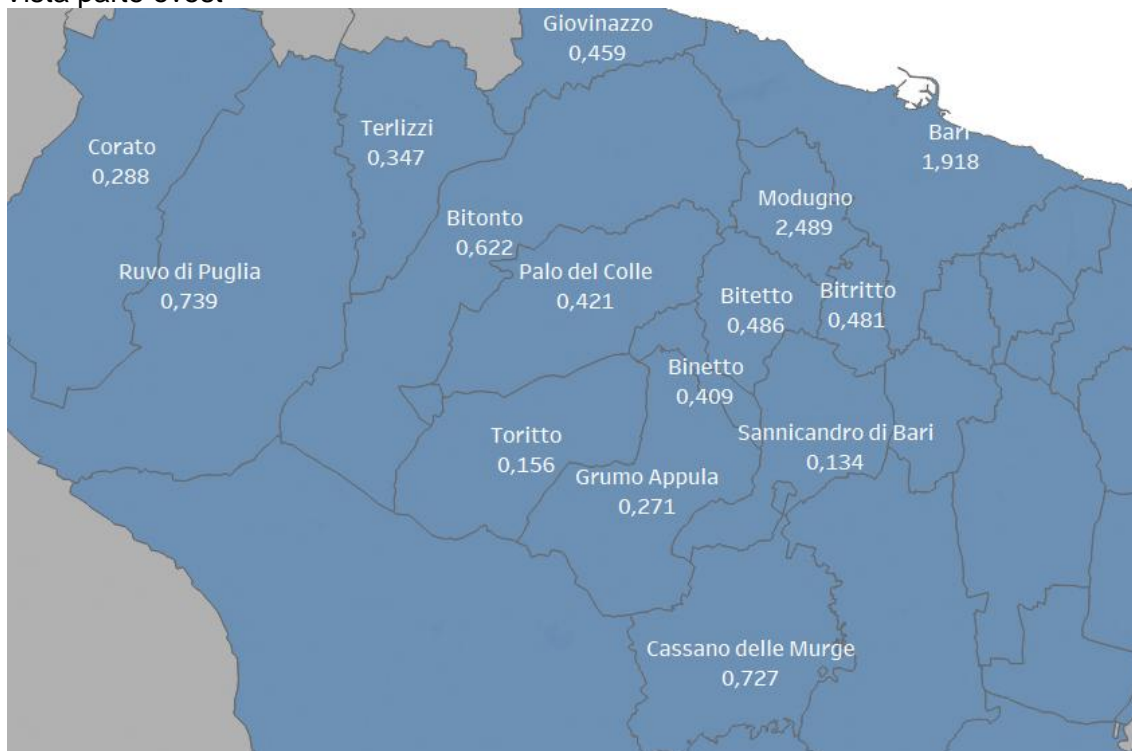 Giovinazzo
0,459
Bari
1,918
Terlizzi
0,347
Corato
0,288
Modugno
2,489
Bitonto
0,622
Ruvo di Puglia
0,739
Palo del Colle
0,421
Bitetto
0,486
Bitritto
0,481
Binetto
0,409
Toritto
0,156
Sannicandro di Bari
0,134
Grumo Appula
0,271
Cassano delle Murge
0,727